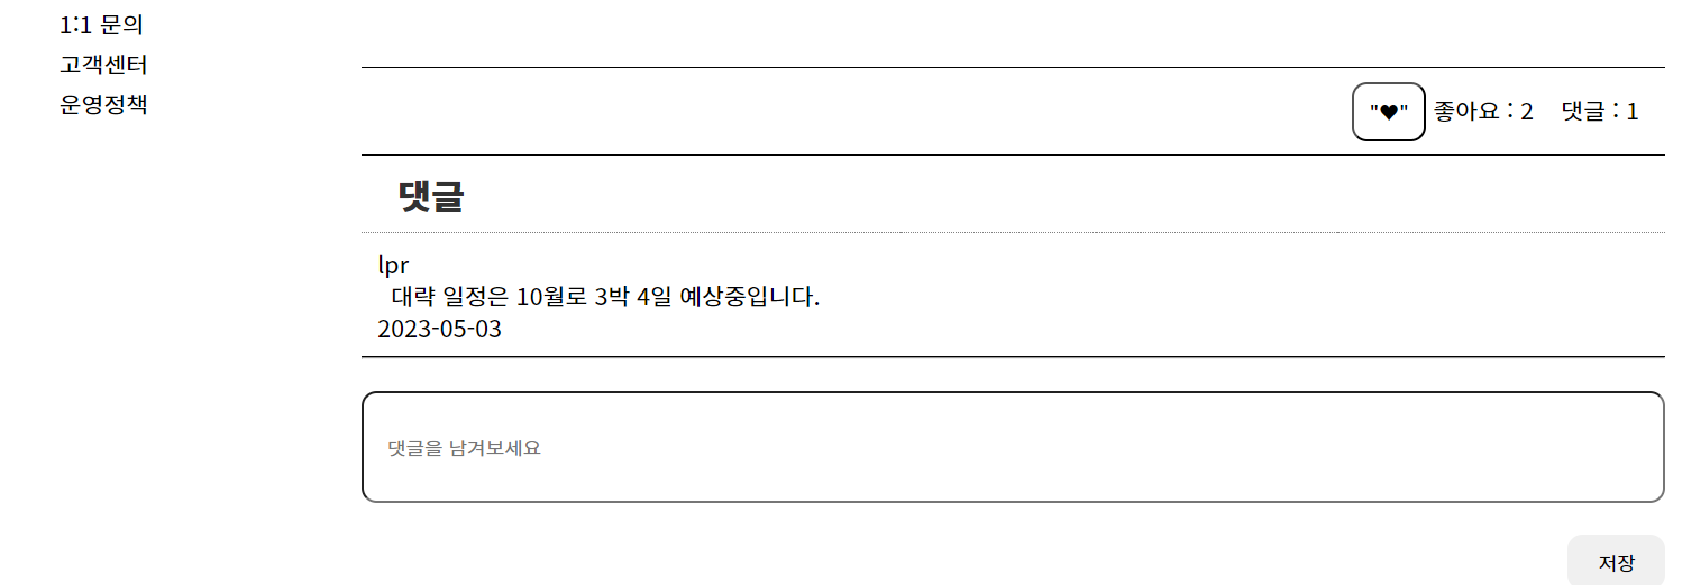 1:1 문의
고객센터
운영정책
"♥" 좋아요 : 2 댓글 : 1
댓글
lpr
대략 일정은 10월로 3박 4일 예상중입니다.
2023-05-03
댓글을 남겨보세요
저장